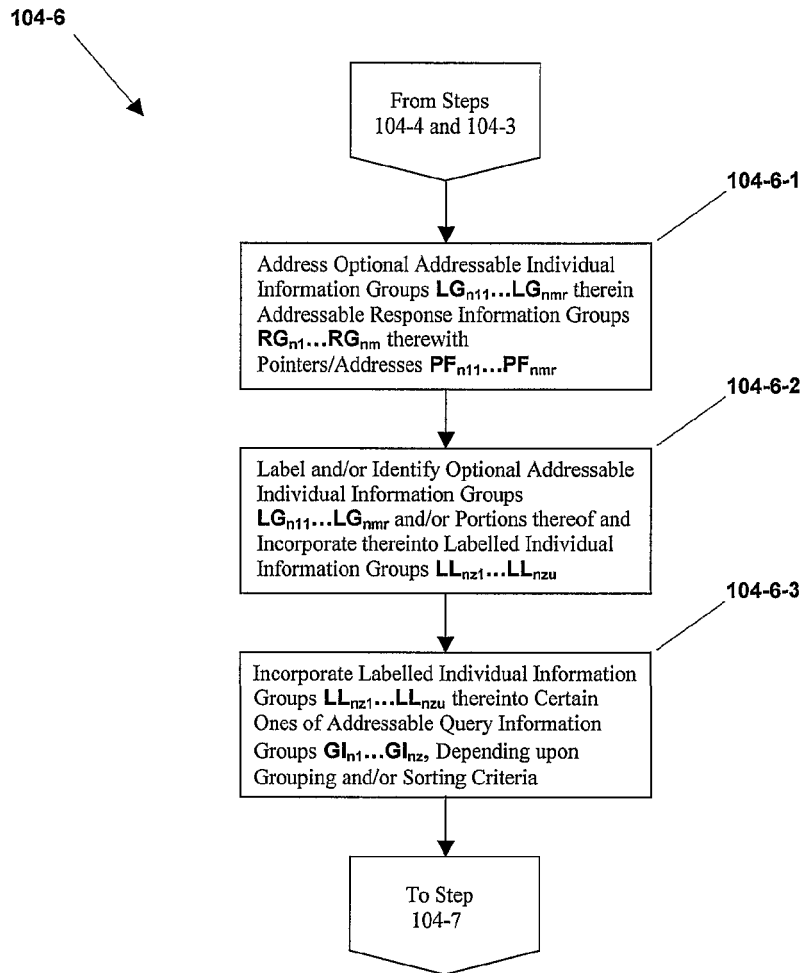 104-6
From Steps
104-4 and 104-3
104-6-1
Address Optional Addressable Individual
Information Groups LGn11...LGnmr therein
Addressable Response Information Groups
RGn1...RGnm therewith
Pointers/Addresses PFn11...PFnmr
104-6-2
Label and/or Identify Optional Addressable
Individual Information Groups
LGn11...LGnmr and/or Portions thereof and
Incorporate thereinto Labelled Individual
Information Groups LLnz1...LLnzu
104-6-3
Incorporate Labelled Individual Information
Groups LLnz1...LLnzu thereinto Certain
Ones of Addressable Query Information
Groups GIn1...GInz, Depending upon
Grouping and/or Sorting Criteria
To Step
104-7